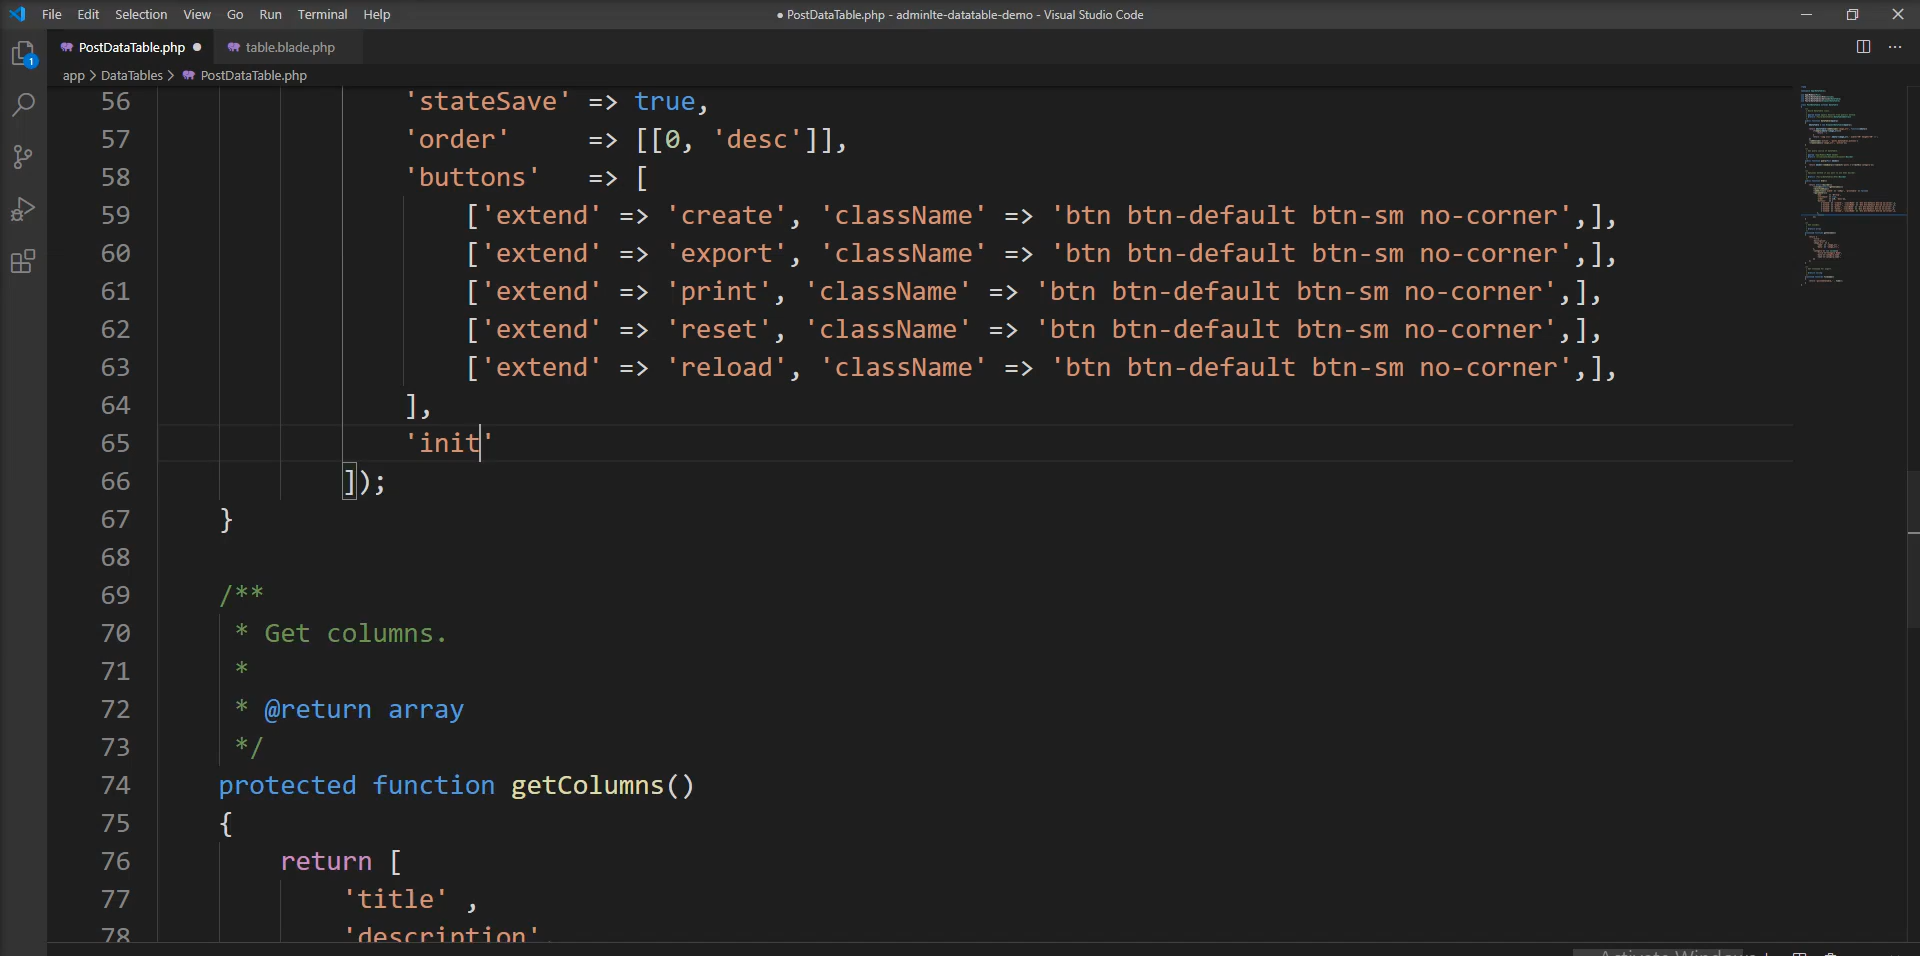 File Edit Selection View Go Run Terminal Help
● PostDataTable.php - adminlte-datatable-demo - Visual Studio Code
PostDataTable.php ● table.blade.php
1
app > DataTables > PostDataTable.php
56 'stateSave' => true,
57 'order' => [[0, 'desc']],
58 'buttons' => [
59 ['extend' => 'create', 'className' => 'btn btn-default btn-sm no-corner',],
60 ['extend' => 'export', 'className' => 'btn btn-default btn-sm no-corner',],
61 ['extend' => 'print', 'className' => 'btn btn-default btn-sm no-corner',],
62 ['extend' => 'reset', 'className' => 'btn btn-default btn-sm no-corner',],
63 ['extend' => 'reload', 'className' => 'btn btn-default btn-sm no-corner',],
64 ],
65 'init'
66 ]);
67 }
68
69 /**
70 * Get columns.
71 *
72 * @return array
73 */
74 protected function getColumns()
75 {
76 return [
77 'title' ,
78 'description',
Activate Windows